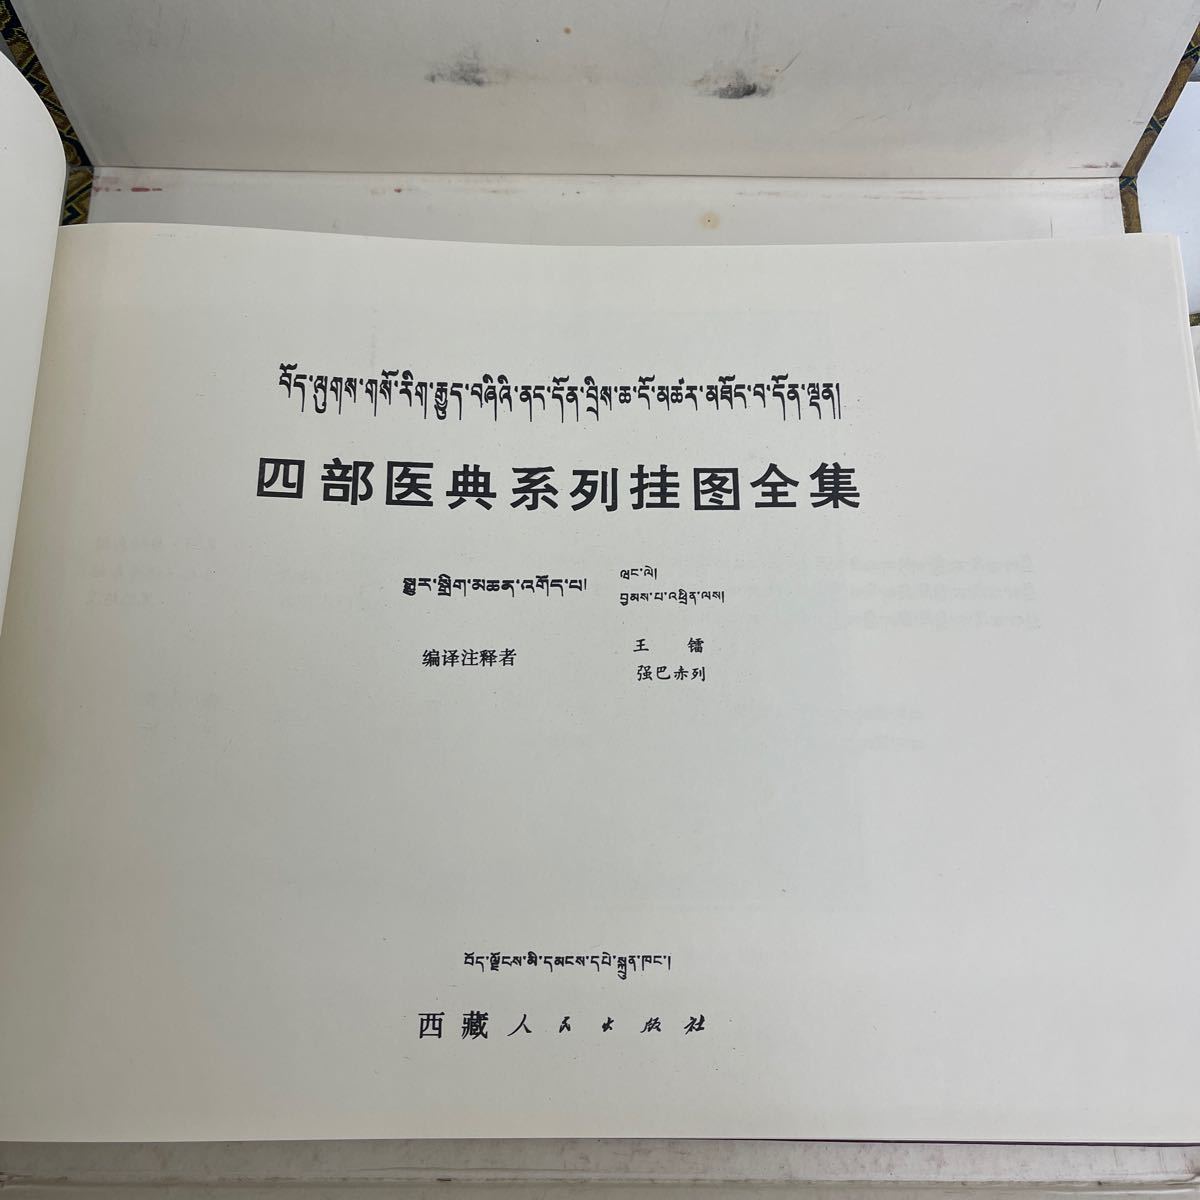 བོད་ལུགས་གསོ་རིག་རྒྱུད་བཞིའི་ནང་དོན་བྲིས་ཆ་ངོ་མཚར་མཐོང་བ་དོན་ལྡན།
四部医典系列挂图全集
སྒྱུར་སྒྲིག་མཆན་འགོད་པ།
ཝང་ལེ།
བྱམས་པ་འཕྲིན་ལས།
编译注释者
王 镭
强巴赤列
བོད་ལྗོངས་མི་དམངས་དཔེ་སྐྲུན་ཁང་།
西藏人民出版社